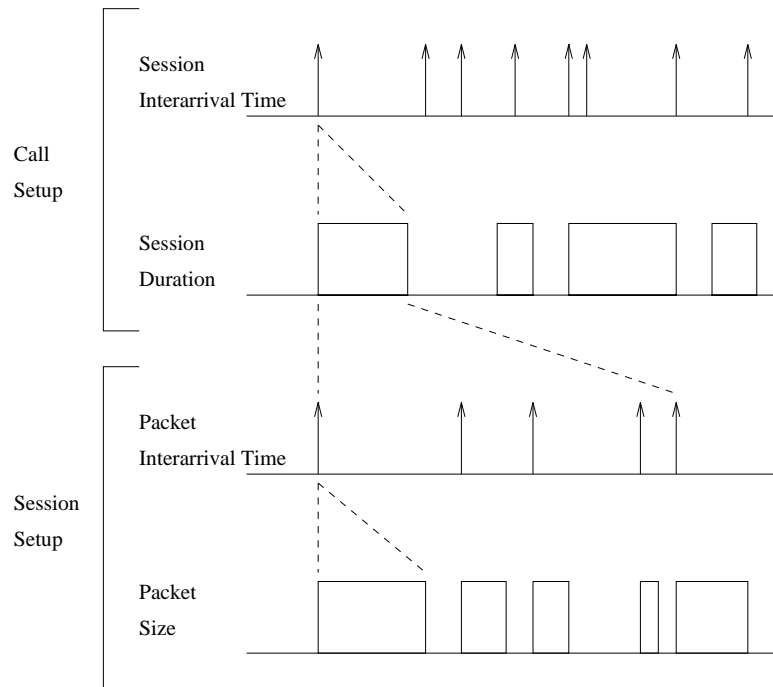 Session
Interarrival Time
Call
Setup
Session
Duration
Packet
Interarrival Time
Session
Setup
Packet
Size